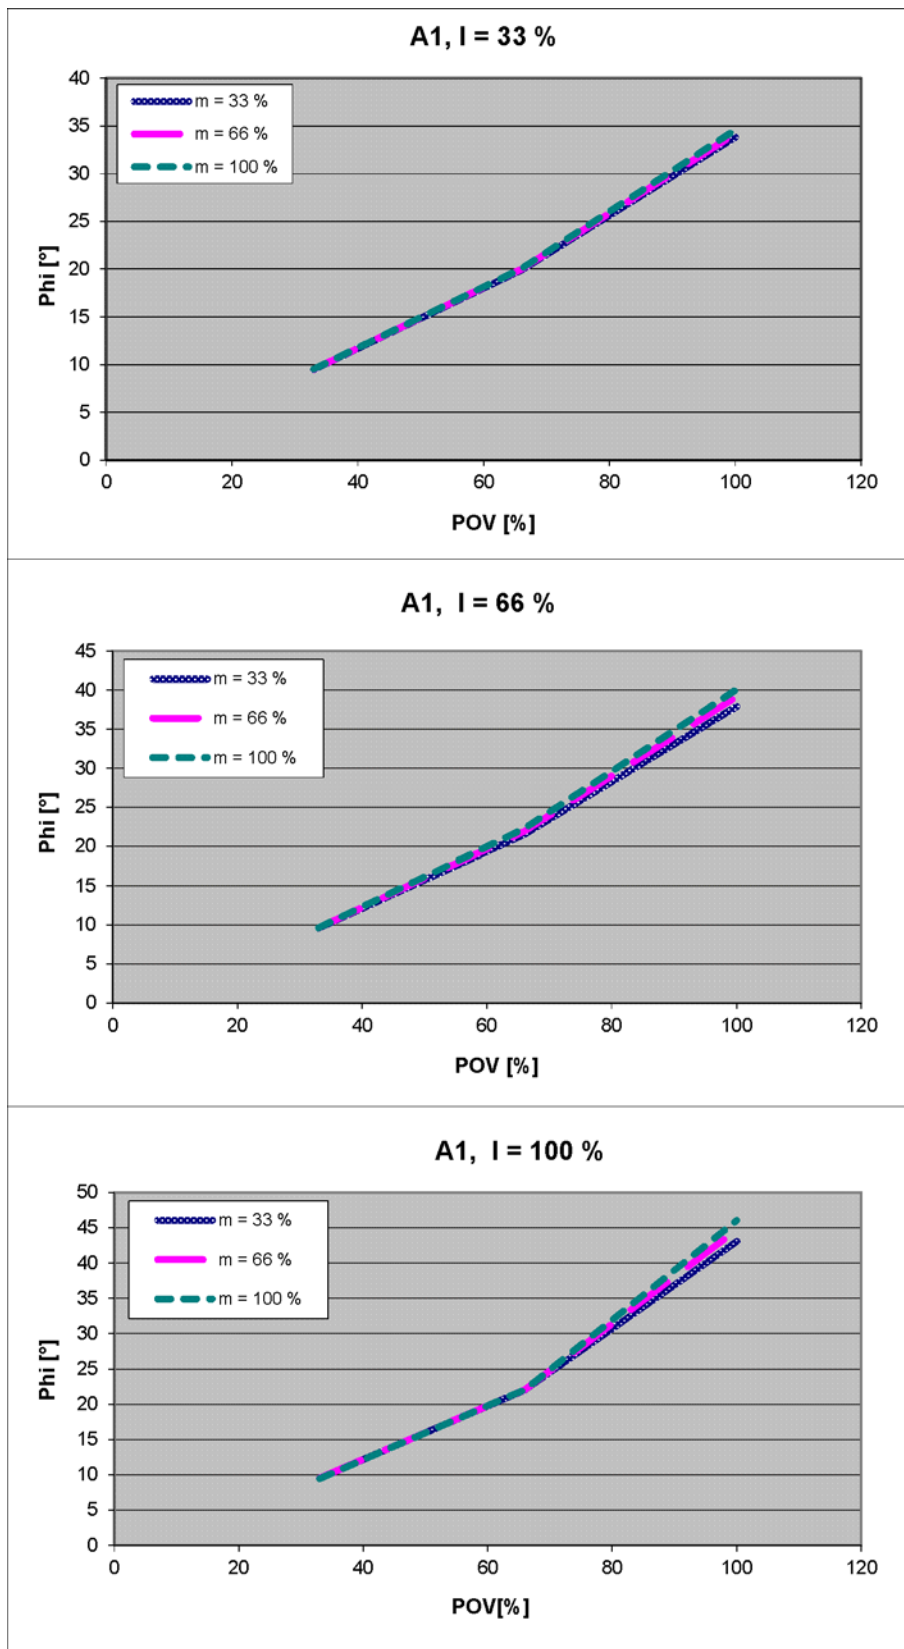 A1, l = 33 %
40
35
30
25
20
15
10
5
0
m = 33 %
m = 66 %
m = 100 %
Phi [°]
0 20 40 60 80 100 120
POV [%]
A1, l = 66 %
45
40
35
30
25
20
15
10
5
0
m = 33 %
m = 66 %
m = 100 %
Phi [°]
0 20 40 60 80 100 120
POV [%]
A1, l = 100 %
50
45
40
35
30
25
20
15
10
5
0
m = 33 %
m = 66 %
m = 100 %
Phi [°]
0 20 40 60 80 100 120
POV[%]